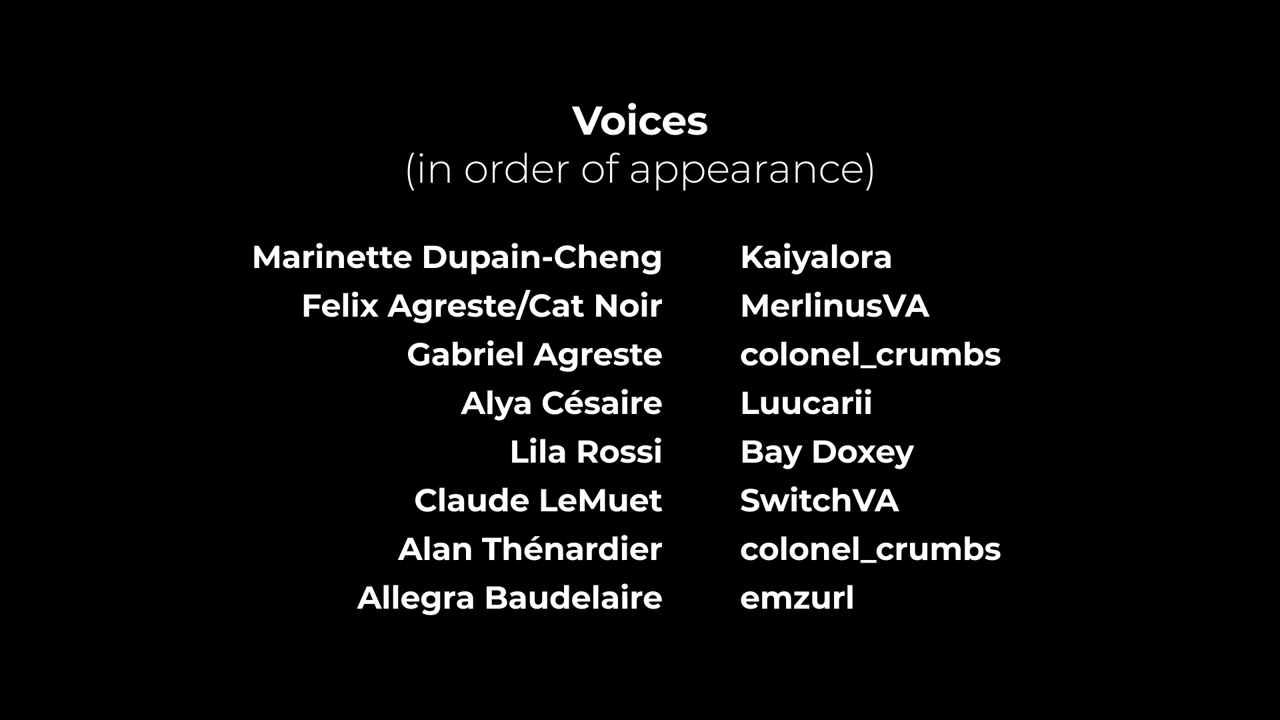 Voices
(in order of appearance)
Marinette Dupain-Cheng Kaiyalora
Felix Agreste/Cat Noir MerlinusVA
Gabriel Agreste colonel_crumbs
Alya Césaire Luucarii
Lila Rossi Bay Doxey
Claude LeMuet SwitchVA
Alan Thénardier colonel_crumbs
Allegra Baudelaire emzurl